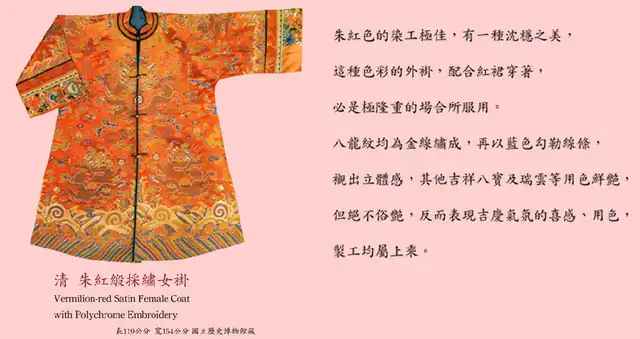 朱紅色的染工極佳，有一種沈穩之美，
這種色彩的外褂，配合紅裙穿著，
必是極隆重的場合所服用。
八龍紋均為金線繡成，再以藍色勾勒線條，
襯出立體感，其他吉祥八寶及瑞雲等用色鮮艷，
但絕不俗艷，反而表現吉慶氣氛的喜感、用色，
製工均屬上乘。
清 朱紅緞採繡女褂
Vermilion-red Satin Female Coat
with Polychrome Embroidery
長119公分 寬154公分 國立歷史博物館藏